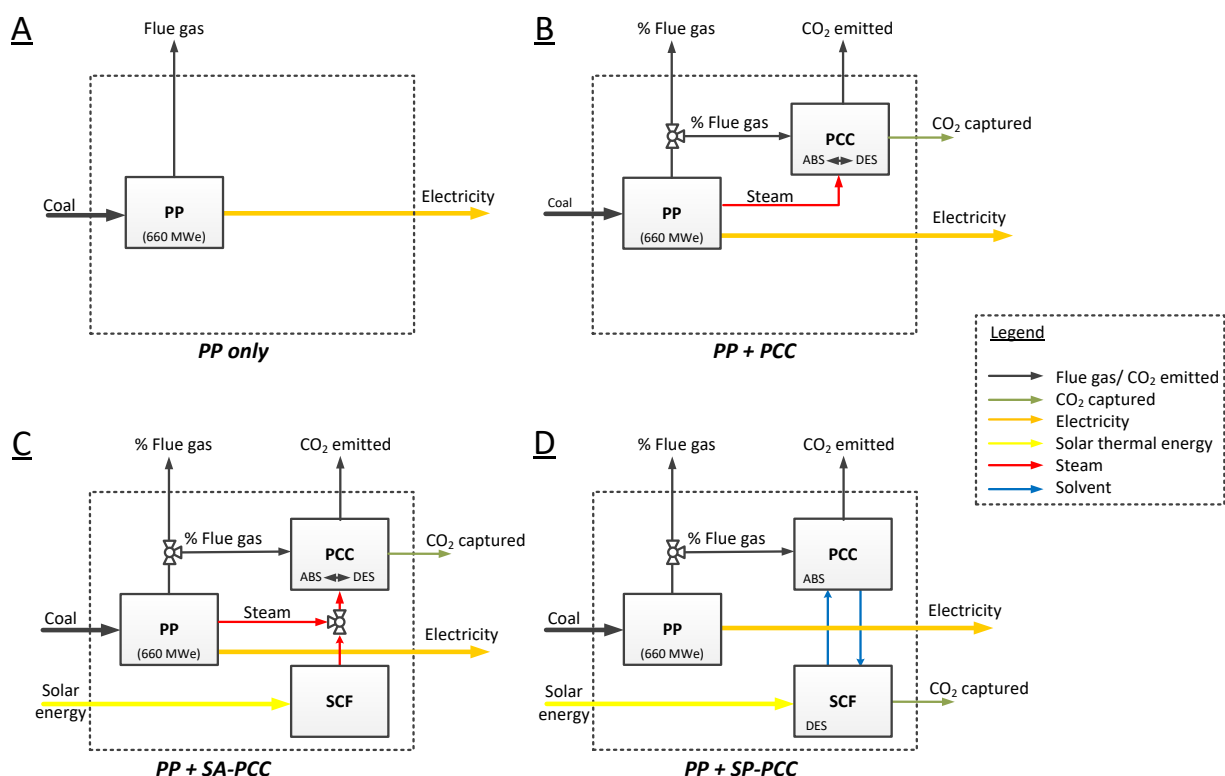 A
Flue gas
Coal
PP
(660 MWe)
Electricity
PP only
B
% Flue gas
CO₂ emitted
% Flue gas
PCC
ABS DES
CO₂ captured
Coal
PP
(660 MWe)
Steam
Electricity
PP + PCC
Legend
Flue gas/ CO₂ emitted
CO₂ captured
Electricity
Solar thermal energy
Steam
Solvent
C
% Flue gas
CO₂ emitted
% Flue gas
PCC
ABS DES
CO₂ captured
Coal
PP
(660 MWe)
Steam
Electricity
Solar
energy
SCF
PP + SA-PCC
D
% Flue gas
CO₂ emitted
% Flue gas
PCC
ABS
Coal
PP
(660 MWe)
Electricity
Solar
energy
SCF
DES
CO₂ captured
PP + SP-PCC